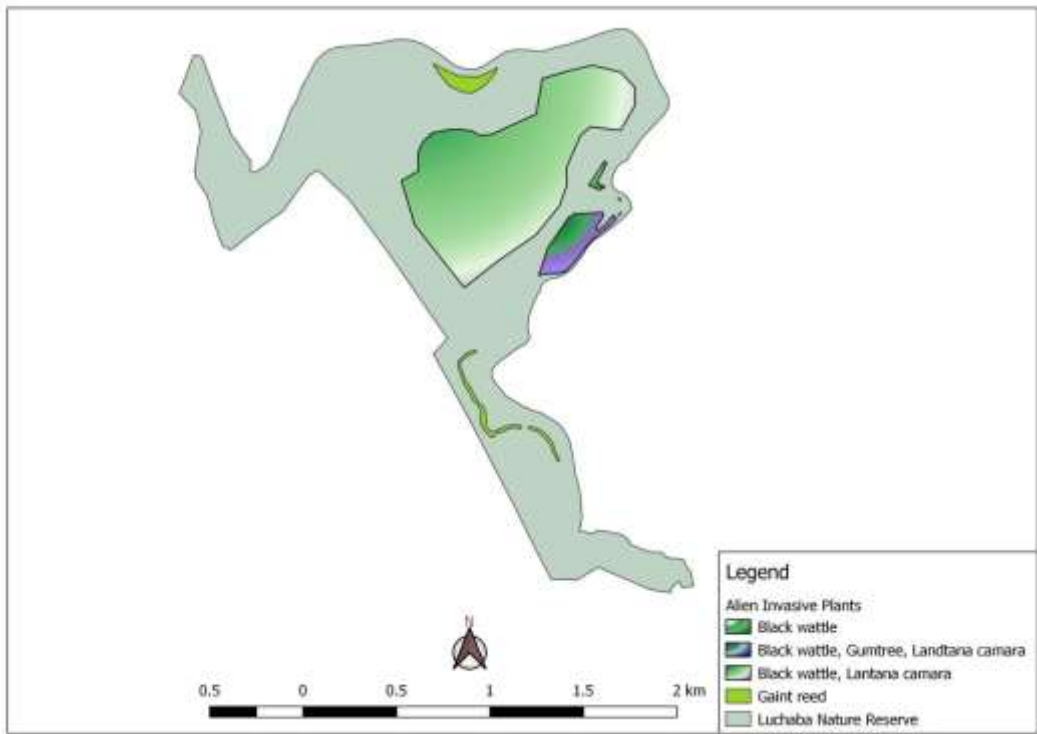 N
0.5 0 0.5 1 1.5 2 km
Legend
Alien Invasive Plants
Black wattle
Black wattle, Gumtree, Landtana camara
Black wattle, Lantana camara
Gaint reed
Luchaba Nature Reserve